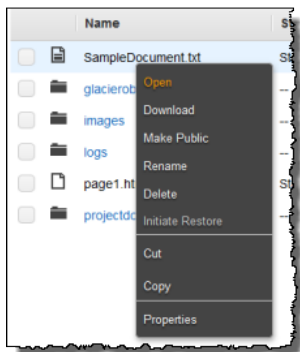 Name
SampleDocument.txt
glacierob
images
logs
page1.ht
projectdo
Open
Download
Make Public
Rename
Delete
Initiate Restore
Cut
Copy
Properties